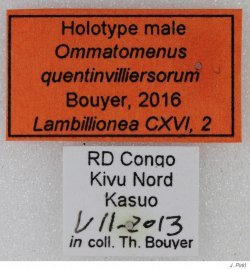 Holotype male
Ommatomenus
quentinvilliersorum
Bouyer, 2016
Lambillionea CXVI, 2
RD Congo
Kivu Nord
Kasuo
VII-2013
in coll. Th. Bouyer
J. Pirkl